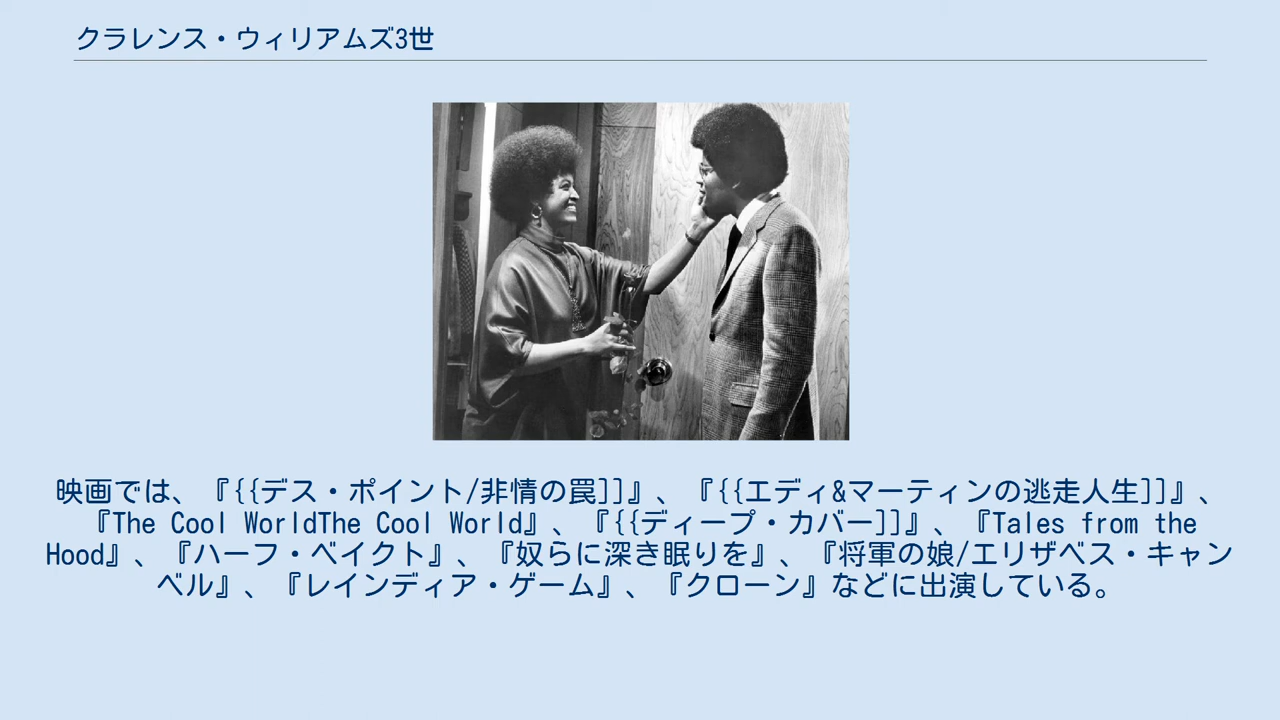 クラレンス・ウィリアムズ3世
映画では、『{{デス・ポイント/非情の罠]]』、『{{エディ&マーティンの逃走人生]]』、
『The Cool WorldThe Cool World』、『{{ディープ・カバー]]』、『Tales from the
Hood』、『ハーフ・ベイクト』、『奴らに深き眠りを』、『将軍の娘/エリザベス・キャン
ベル』、『レインディア・ゲーム』、『クローン』などに出演している。